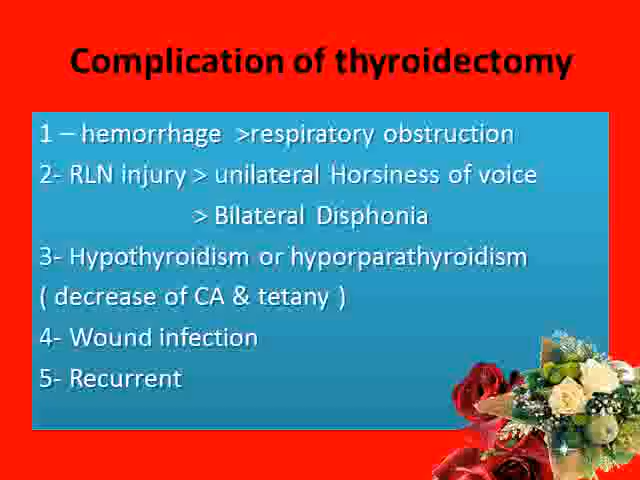 Complication of thyroidectomy
1 – hemorrhage >respiratory obstruction
2- RLN injury > unilateral Horsiness of voice
> Bilateral Disphonia
3- Hypothyroidism or hyporparathyroidism
( decrease of CA & tetany )
4- Wound infection
5- Recurrent